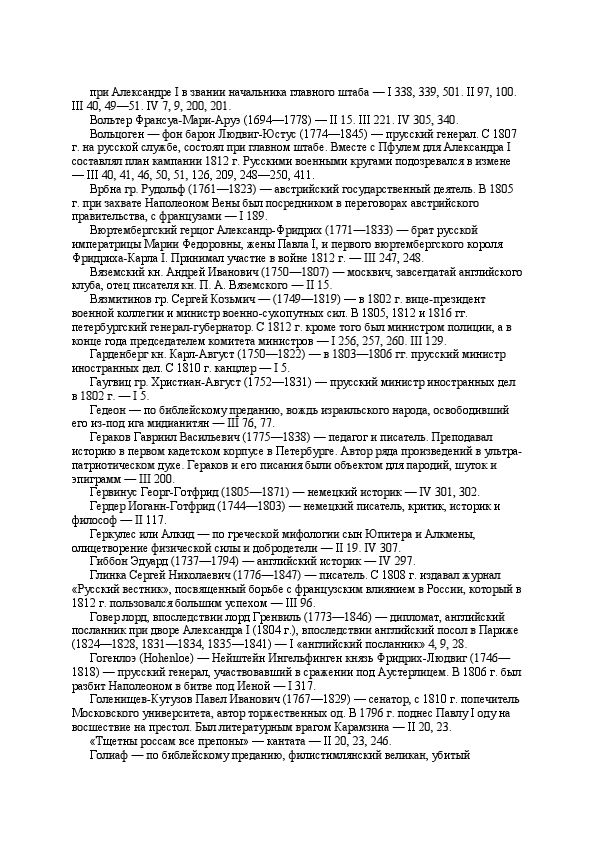 при Александре I в звании начальника главного штаба — I 338, 339, 501. II 97, 100.
III 40, 49—51. IV 7, 9, 200, 201.
Вольтер Франсуа-Мари-Аруэ (1694—1778) — II 15. III 221. IV 305, 340.
Вольцоген — фон барон Людвиг-Юстус (1774—1845) — прусский генерал. С 1807
г. на русской службе, состоял при главном штабе. Вместе с Пфулем для Александра I
составлял план кампании 1812 г. Русскими военными кругами подозревался в измене
— III 40, 41, 46, 50, 51, 126, 209, 248—250, 411.
Врбна гр. Рудольф (1761—1823) — австрийский государственный деятель. В 1805
г. при захвате Наполеоном Вены был посредником в переговорах австрийского
правительства, с французами — I 189.
Вюртембергский герцог Александр-Фридрих (1771—1833) — брат русской
императрицы Марии Федоровны, жены Павла I, и первого вюртембергского короля
Фридриха-Карла I. Принимал участие в войне 1812 г. — III 247, 248.
Вяземский кн. Андрей Иванович (1750—1807) — москвич, завсегдатай английского
клуба, отец писателя кн. П. А. Вяземского — II 15.
Вязмитинов гр. Сергей Козьмич — (1749—1819) — в 1802 г. вице-президент
военной коллегии и министр военно-сухопутных сил. В 1805, 1812 и 1816 гг.
петербургский генерал-губернатор. С 1812 г. кроме того был министром полиции, а в
конце года председателем комитета министров — I 256, 257, 260. III 129.
Гарденберг кн. Карл-Август (1750—1822) — в 1803—1806 гг. прусский министр
иностранных дел. С 1810 г. канцлер — I 5.
Гаугвиц гр. Христиан-Август (1752—1831) — прусский министр иностранных дел
в 1802 г. — I 5.
Гедеон — по библейскому преданию, вождь израильского народа, освободивший
его из-под ига мидианитян — III 76, 77.
Гераков Гавриил Васильевич (1775—1838) — педагог и писатель. Преподавал
историю в первом кадетском корпусе в Петербурге. Автор ряда произведений в ультра-
патриотическом духе. Гераков и его писания были объектом для пародий, шуток и
эпиграмм — III 200.
Гервинус Георг-Готфрид (1805—1871) — немецкий историк — IV 301, 302.
Гердер Иоганн-Готфрид (1744—1803) — немецкий писатель, критик, историк и
философ — II 117.
Геркулес или Алкид — по греческой мифологии сын Юпитера и Алкмены,
олицетворение физической силы и добродетели — II 19. IV 307.
Гиббон Эдуард (1737—1794) — английский историк — IV 297.
Глинка Сергей Николаевич (1776—1847) — писатель. С 1808 г. издавал журнал
«Русский вестник», посвященный борьбе с французским влиянием в России, который в
1812 г. пользовался большим успехом — III 96.
Говер лорд, впоследствии лорд Гренвиль (1773—1846) — дипломат, английский
посланник при дворе Александра I (1804 г.), впоследствии английский посол в Париже
(1824—1828, 1831—1834, 1835—1841) — I «английский посланник» 4, 9, 28.
Гогенлоэ (Hohenloe) — Нейштейн Ингельфинген князь Фридрих-Людвиг (1746—
1818) — прусский генерал, участвовавший в сражении под Аустерлицем. В 1806 г. был
разбит Наполеоном в битве под Иеной — I 317.
Голенищев-Кутузов Павел Иванович (1767—1829) — сенатор, с 1810 г. попечитель
Московского университета, автор торжественных од. В 1796 г. поднес Павлу I оду на
восшествие на престол. Был литературным врагом Карамзина — II 20, 23.
«Тщетны россам все препоны» — кантата — II 20, 23, 246.
Голиаф — по библейскому преданию, филистимлянский великан, убитый